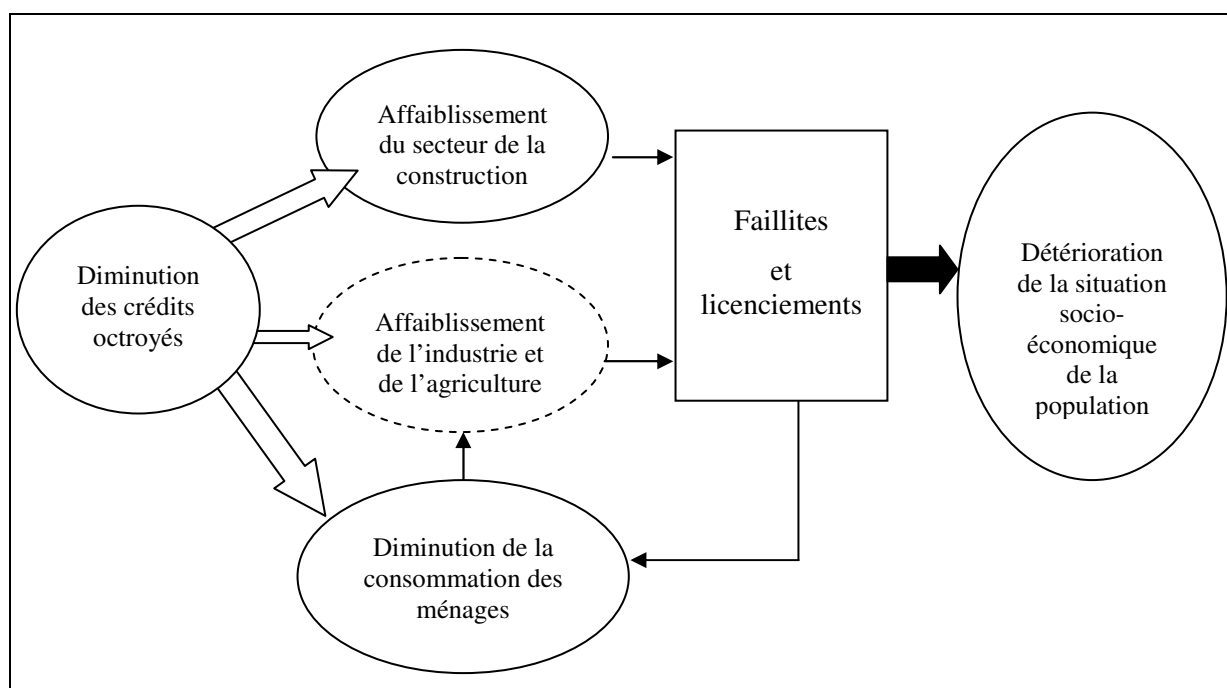 Affaiblissement
du secteur de la
construction
Diminution
des crédits
octroyés
Affaiblissement
de l’industrie et
de l’agriculture
Diminution de la
consommation des
ménages
Faillites
et
licenciements
Détérioration
de la situation
socio-
économique
de la
population